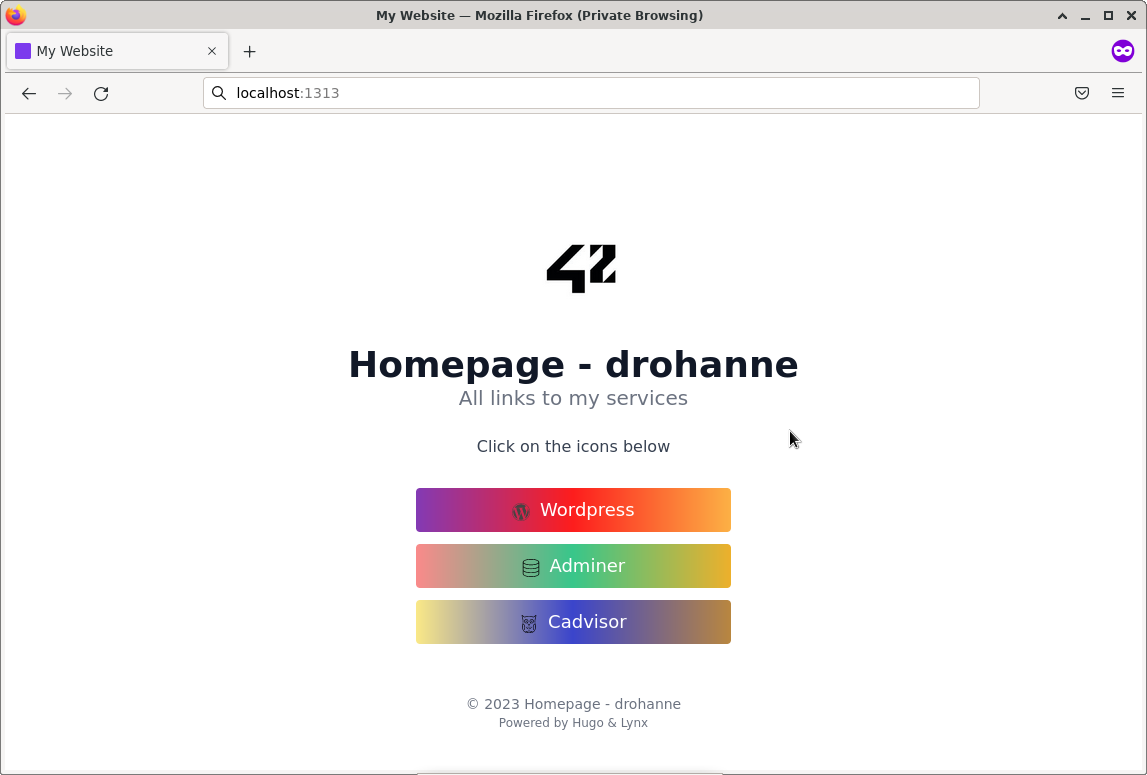 My Website — Mozilla Firefox (Private Browsing)
My Website
localhost:1313
42
Homepage - drohanne
All links to my services
Click on the icons below
Wordpress
Adminer
Cadvisor
© 2023 Homepage - drohanne
Powered by Hugo & Lynx